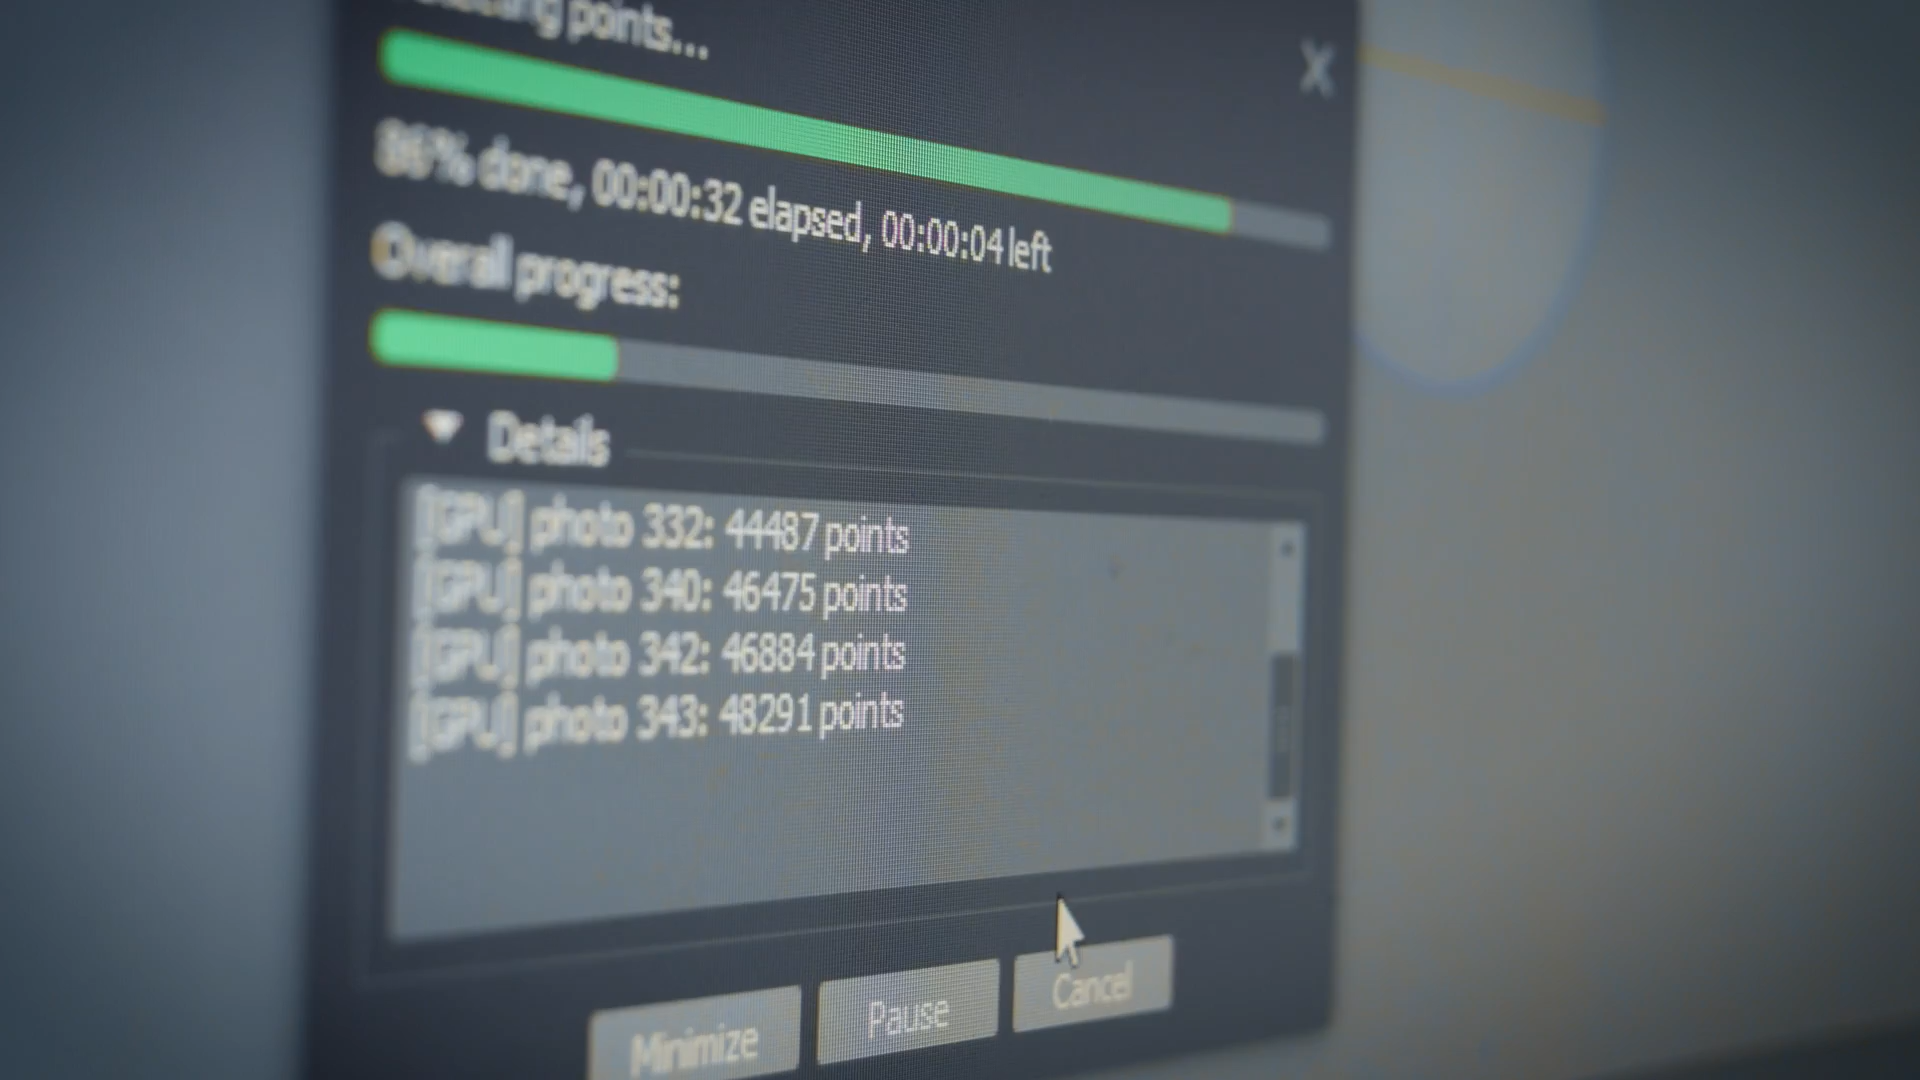 points...
X
86% done, 00:00:32 elapsed, 00:00:04 left
Overall progress:
Details
[GPU] photo 332: 44487 points
[GPU] photo 340: 46475 points
[GPU] photo 342: 46884 points
[GPU] photo 343: 48291 points
Minimize Pause Cancel